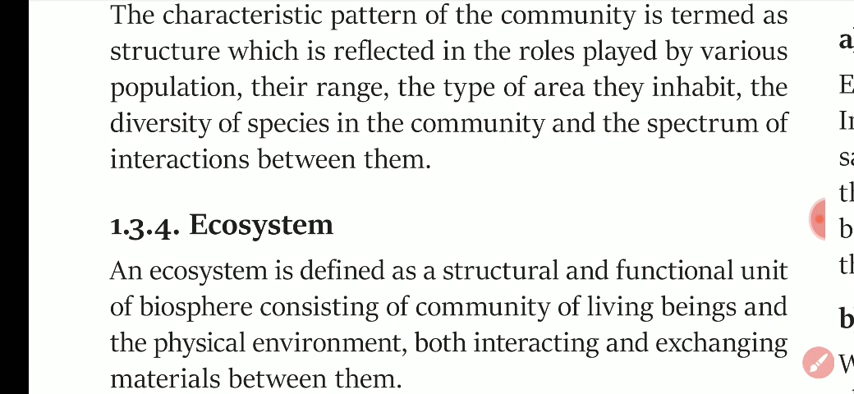 The characteristic pattern of the community is termed as
structure which is reflected in the roles played by various
population, their range, the type of area they inhabit, the
diversity of species in the community and the spectrum of
interactions between them.
1.3.4. Ecosystem
An ecosystem is defined as a structural and functional unit
of biosphere consisting of community of living beings and
the physical environment, both interacting and exchanging
materials between them.